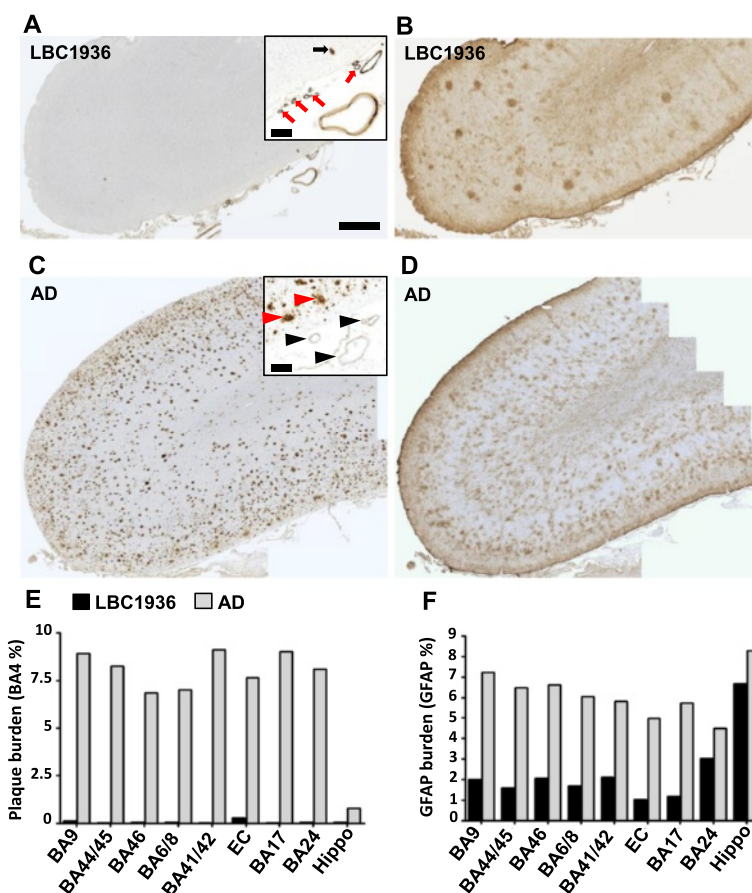 A
LBC1936
B
LBC1936
C
AD
D
AD
E
LBC1936
AD
Plaque burden (BA4 %)
10
7.5
5
2.5
0
BA9
BA44/45
BA46
BA6/8
BA41/42
EC
BA17
BA24
Hippo
F
GFAP burden (GFAP %)
9
8
7
6
5
4
3
2
1
0
BA9
BA44/45
BA46
BA6/8
BA41/42
EC
BA17
BA24
Hippo